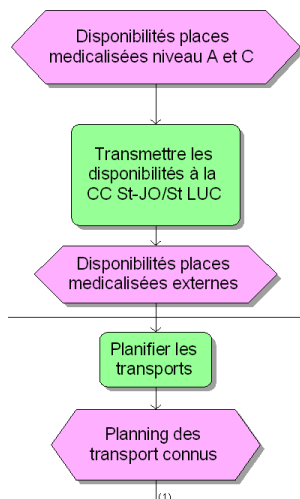 Disponibilités places
medicalisées niveau A et C
Transmettre les
disponibilités à la
CC St-JO/St LUC
Disponibilités places
medicalisées externes
Planifier les
transports
Planning des
transport connus
(1)